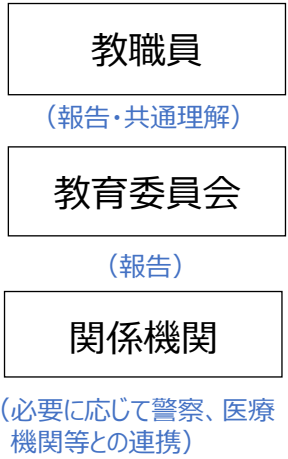 教職員
（報告・共通理解）
教育委員会
（報告）
関係機関
（必要に応じて警察、医療
機関等との連携）